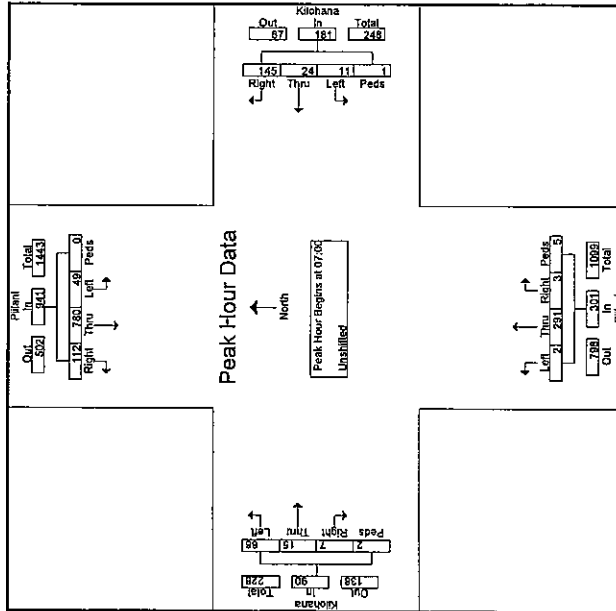 Kilohana
Out In Total
67 181 248
145 24 11 1
Right Thru Left Peds
Piilani
Out In Total
502 941 1443
112 780 49 0
Right Thru Left Peds
Peak Hour Data
North
Peak Hour Begins at 07:00
Unshifted
Left Thru Right Peds
2 291 3 5
798 301 1099
Out In Total
Piilani
Left Thru Right Peds
66 15 7 2
228 90 138
Total In Out
Kilohana